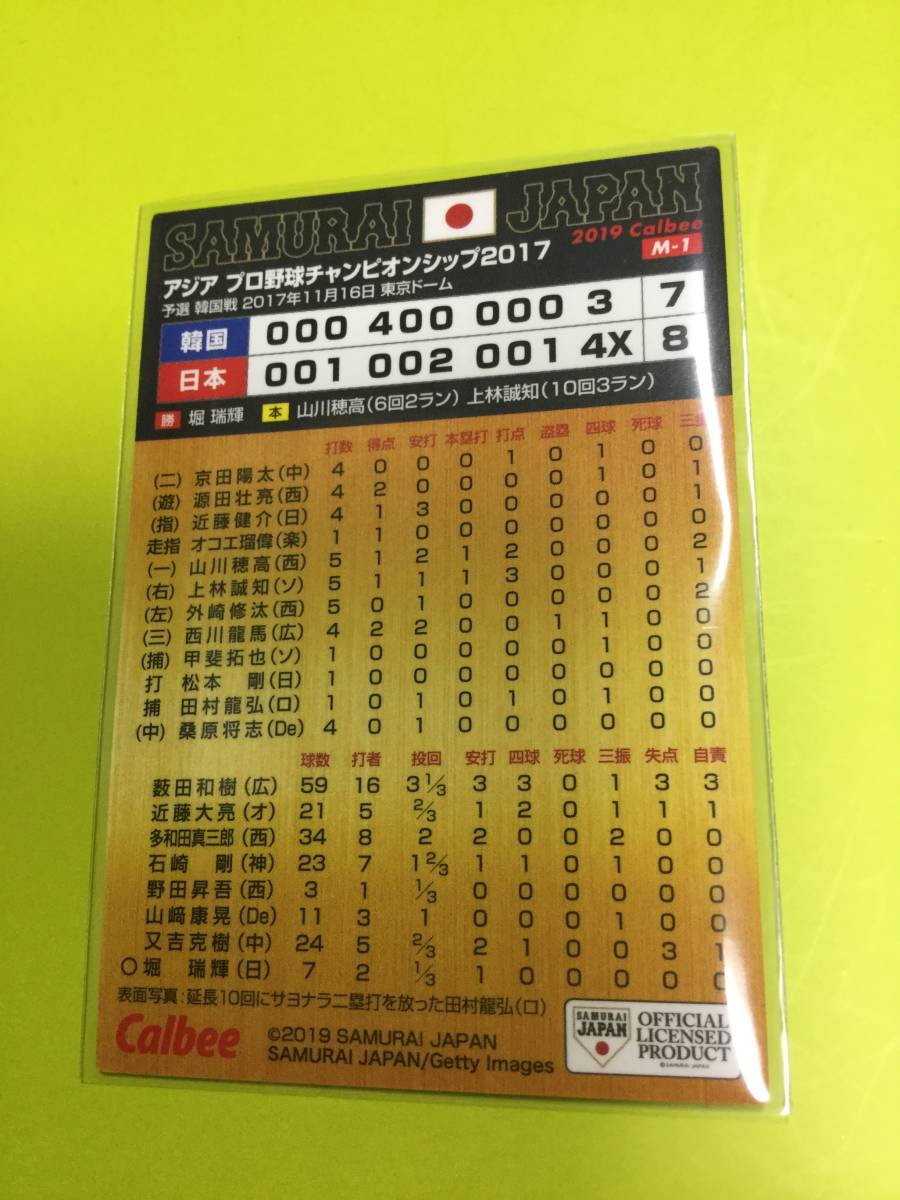 SAMURAI JAPAN
2019 Calbee
アジア プロ野球チャンピオンシップ2017
M-1
予選 韓国戦 2017年11月16日 東京ドーム
韓国 000 400 000 3 7
日本 001 002 001 4X 8
勝 堀 瑞輝 本 山川穂高(6回2ラン) 上林誠知(10回3ラン)
打数 得点 安打 本塁打 打点 盗塁 四球 死球 三振
(二) 京田陽太(中) 4 0 0 0 1 0 1 0 0
(遊) 源田壮亮(西) 4 2 0 0 0 0 1 0 1
(指) 近藤健介(日) 4 1 3 0 0 0 0 0 1
走指 オコエ瑠偉(楽) 1 1 0 0 0 0 0 0 0
(一) 山川穂高(西) 5 1 2 1 2 0 0 0 2
(右) 上林誠知(ソ) 5 1 1 1 3 0 0 0 1
(左) 外崎修汰(西) 5 0 1 0 0 0 0 0 2
(三) 西川龍馬(広) 4 2 2 0 0 1 1 0 0
(捕) 甲斐拓也(ソ) 1 0 0 0 0 0 1 0 0
打 松本 剛(日) 1 0 0 0 0 0 0 0 0
捕 田村龍弘(ロ) 1 0 1 0 1 0 1 0 0
(中) 桑原将志(De) 4 0 1 0 0 0 0 0 0
球数 打者 投回 安打 四球 死球 三振 失点 自責
薮田和樹(広) 59 16 3 1/3 3 3 0 1 3 3
近藤大亮(オ) 21 5 2/3 1 2 0 1 1 1
多和田真三郎(西) 34 8 2 2 0 0 2 0 0
石崎 剛(神) 23 7 1 2/3 1 1 0 1 0 0
野田昇吾(西) 3 1 1/3 0 0 0 0 0 0
山﨑康晃(De) 11 3 1 0 0 0 1 0 0
又吉克樹(中) 24 5 2/3 2 1 0 0 3 1
○堀 瑞輝(日) 7 2 1/3 1 0 0 0 0 0
表面写真:延長10回にサヨナラ二塁打を放った田村龍弘(ロ)
Calbee
©2019 SAMURAI JAPAN
SAMURAI JAPAN/Getty Images
SAMURAI
JAPAN
OFFICIAL
LICENSED
PRODUCT
©SAMURAI JAPAN